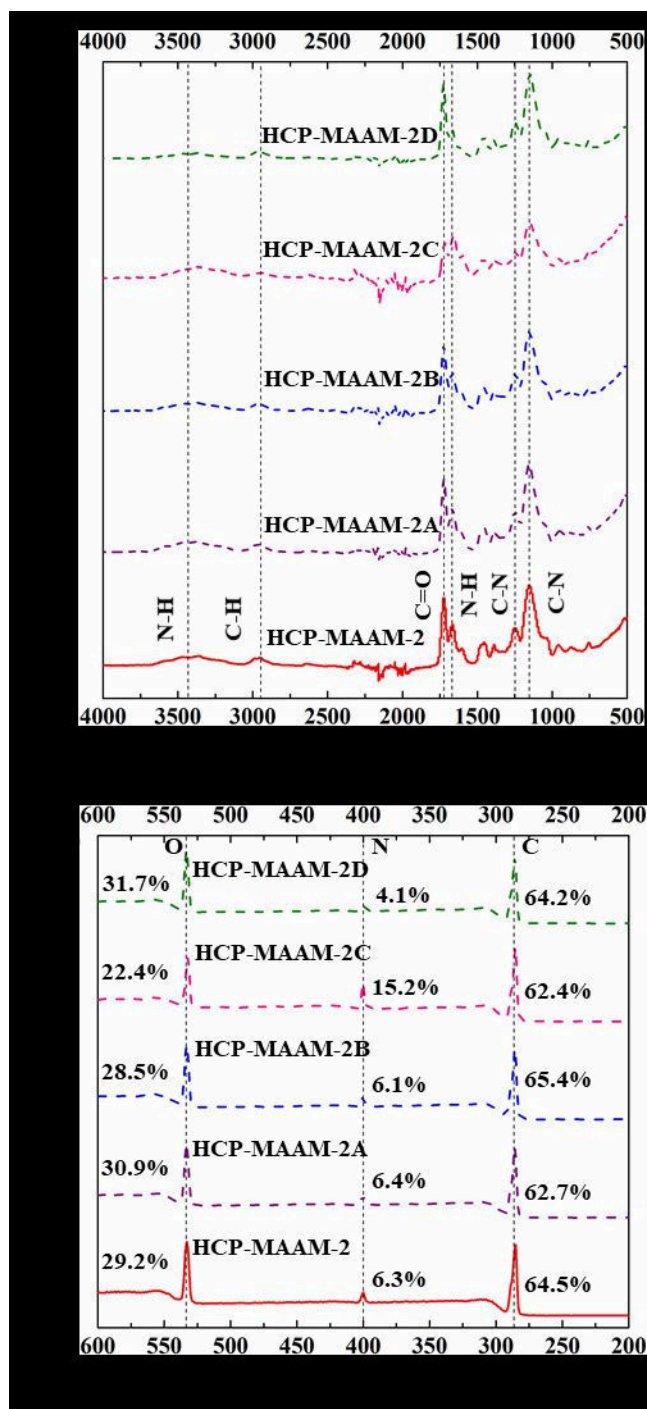 4000 3500 3000 2500 2000 1500 1000 500
HCP-MAAM-2D
HCP-MAAM-2C
HCP-MAAM-2B
HCP-MAAM-2A
N-H
C-H
C=O
N-H
C-N
C-N
HCP-MAAM-2
4000 3500 3000 2500 2000 1500 1000 500
600 550 500 450 400 350 300 250 200
O N C
HCP-MAAM-2D
31.7% 4.1% 64.2%
HCP-MAAM-2C
22.4% 15.2% 62.4%
HCP-MAAM-2B
28.5% 6.1% 65.4%
HCP-MAAM-2A
30.9% 6.4% 62.7%
HCP-MAAM-2
29.2% 6.3% 64.5%
600 550 500 450 400 350 300 250 200